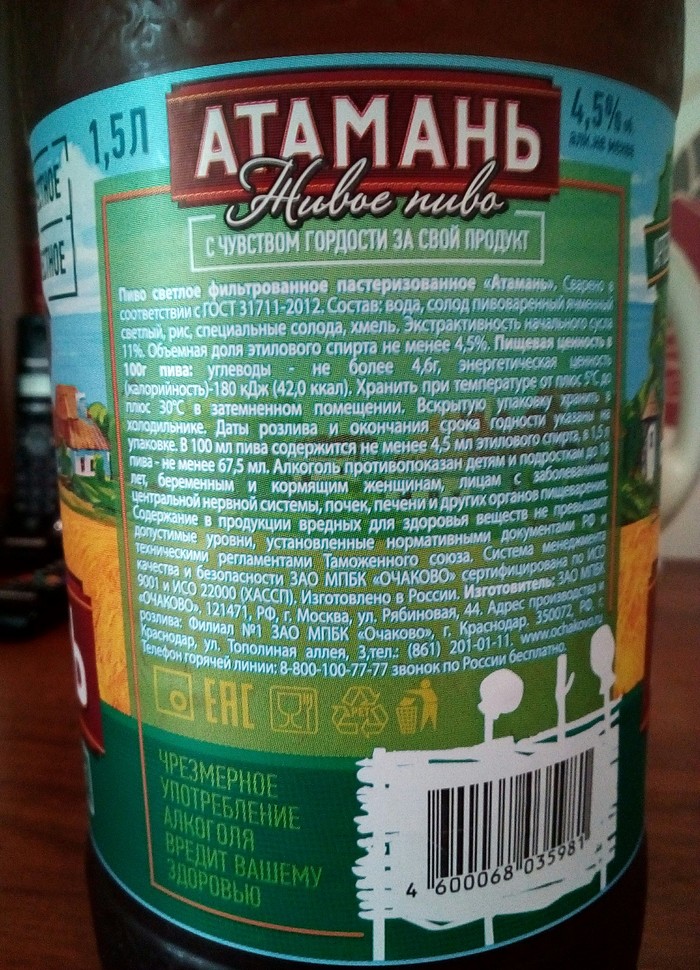 1,5Л
АТАМАНЬ
4,5% об.
алк. не менее
Живое пиво
С ЧУВСТВОМ ГОРДОСТИ ЗА СВОЙ ПРОДУКТ
Пиво светлое фильтрованное пастеризованное «Атамань». Сварено в
соответствии с ГОСТ 31711-2012. Состав: вода, солод пивоваренный ячменный
светлый, рис, специальные солода, хмель. Экстрактивность начального сусла
11%. Объемная доля этилового спирта не менее 4,5%. Пищевая ценность в
100г пива: углеводы - не более 4,6г, энергетическая ценность
(калорийность)-180 кДж (42,0 ккал). Хранить при температуре от плюс 5°С до
плюс 30°С в затемненном помещении. Вскрытую упаковку хранить в
холодильнике. Даты розлива и окончания срока годности указаны на
упаковке. В 100 мл пива содержится не менее 4,5 мл этилового спирта, в 1,5 л
пива - не менее 67,5 мл. Алкоголь противопоказан детям и подросткам до 18
лет, беременным и кормящим женщинам, лицам с заболеваниями
центральной нервной системы, почек, печени и других органов пищеварения.
Содержание в продукции вредных для здоровья веществ не превышает
допустимые уровни, установленные нормативными документами РФ и
техническими регламентами Таможенного союза. Система менеджмента
качества и безопасности ЗАО МПБК «ОЧАКОВО» сертифицирована по ИСО
9001 и ИСО 22000 (ХАССП). Изготовлено в России. Изготовитель: ЗАО МПБК
«ОЧАКОВО», 121471, РФ, г. Москва, ул. Рябиновая, 44. Адрес производства и
розлива: Филиал №1 ЗАО МПБК «Очаково», г. Краснодар. 350072, РФ, г.
Краснодар, ул. Тополиная аллея, 3,тел.: (861) 201-01-11. www.ochakovo.ru
Телефон горячей линии: 8-800-100-77-77 звонок по России бесплатно.
ЕАС
ПЭТ
ЧРЕЗМЕРНОЕ
УПОТРЕБЛЕНИЕ
АЛКОГОЛЯ
ВРЕДИТ ВАШЕМУ
ЗДОРОВЬЮ
4 600068 035981